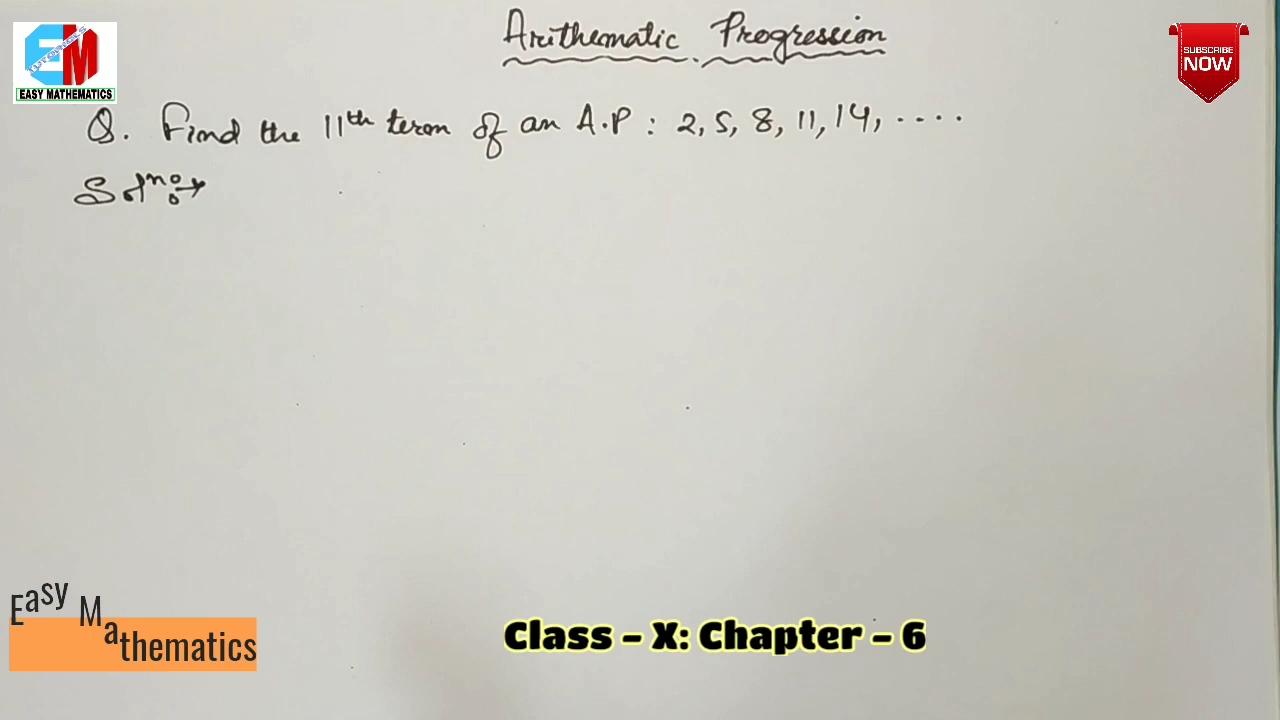 Arithematic Progression
EM
EASY MATHEMATICS
SUBSCRIBE
NOW
Q. Find the 11th term of an A.P : 2, 5, 8, 11, 14, ....
Soln :→
Easy Mathematics
Class – X: Chapter – 6